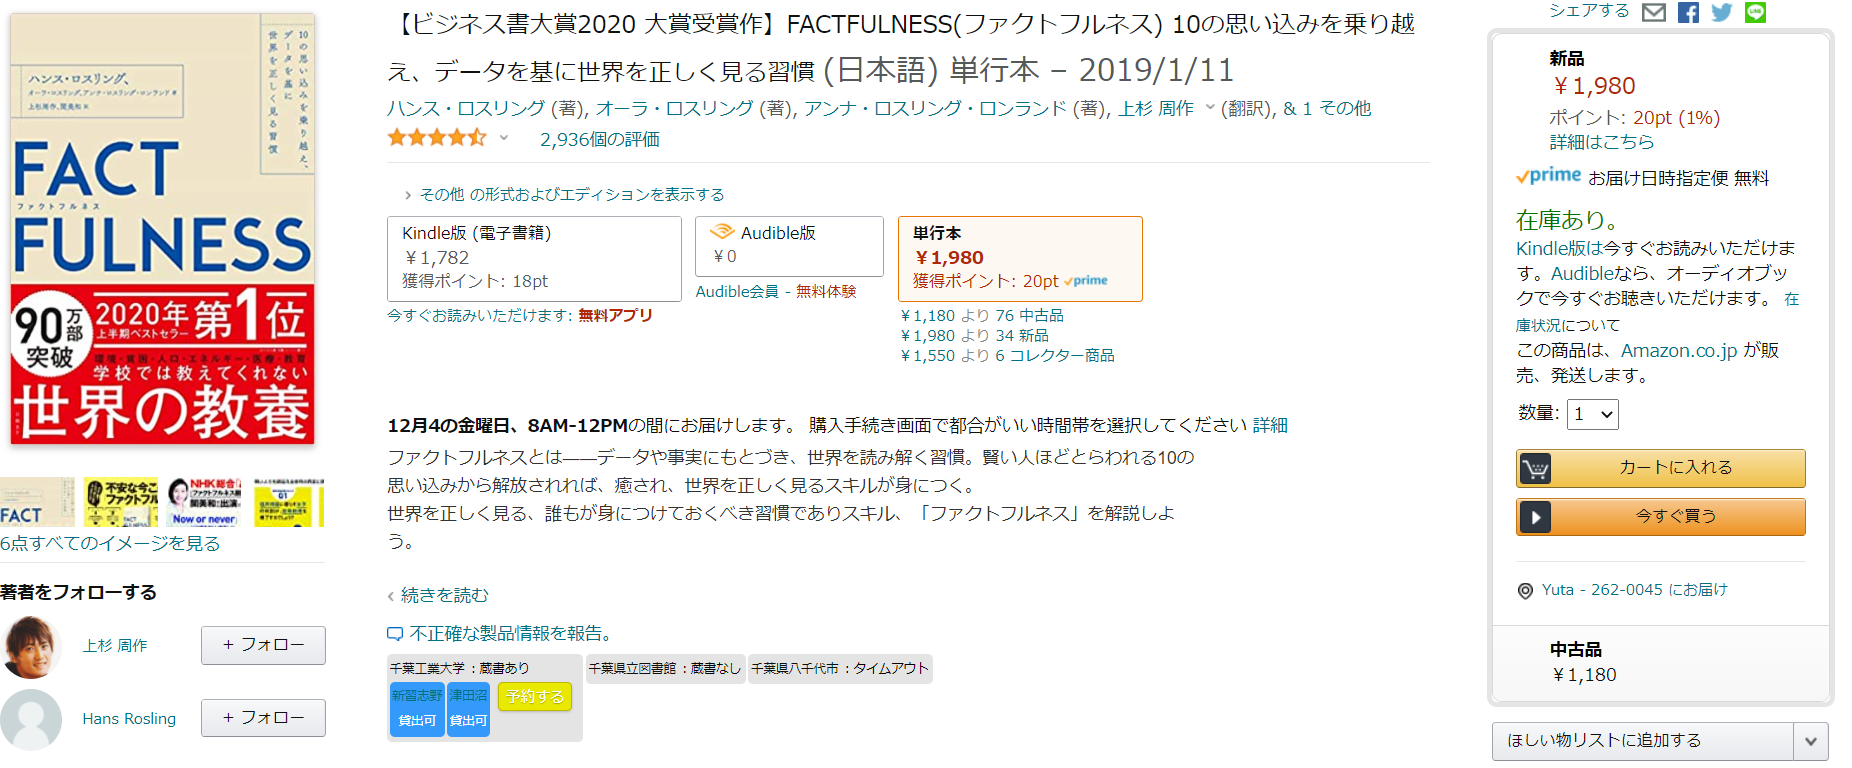 10の思い込みを乗り越え、
データを基に
世界を正しく見る習慣
ハンス・ロスリング、
オーラ・ロスリング、アンナ・ロスリング・ロンランド 著
上杉周作、関美和 訳
FACT
ファクトフルネス
FULNESS
90万部突破
2020年
上半期ベストセラー
第1位
環境・貧困・人口・エネルギー・医療・教育
学校では教えてくれない
世界の教養
FACT
不安な今こ
ファクトフル
NHK総合
関美和 出演
Now or never
01
6点すべてのイメージを見る
著者をフォローする
上杉 周作
+ フォロー
Hans Rosling
+ フォロー
【ビジネス書大賞2020 大賞受賞作】FACTFULNESS(ファクトフルネス) 10の思い込みを乗り越
え、データを基に世界を正しく見る習慣 (日本語) 単行本 – 2019/1/11
ハンス・ロスリング (著), オーラ・ロスリング (著), アンナ・ロスリング・ロンランド (著), 上杉 周作 (翻訳), & 1 その他
2,936個の評価
› その他 の形式およびエディションを表示する
Kindle版 (電子書籍)
￥1,782
獲得ポイント: 18pt
今すぐお読みいただけます: 無料アプリ
Audible版
￥0
Audible会員 - 無料体験
単行本
￥1,980
獲得ポイント: 20pt prime
￥1,180 より 76 中古品
￥1,980 より 34 新品
￥1,550 より 6 コレクター商品
12月4の金曜日、8AM-12PMの間にお届けします。 購入手続き画面で都合がいい時間帯を選択してください 詳細
ファクトフルネスとは――データや事実にもとづき、世界を読み解く習慣。賢い人ほどとらわれる10の
思い込みから解放されれば、癒され、世界を正しく見るスキルが身につく。
世界を正しく見る、誰もが身につけておくべき習慣でありスキル、「ファクトフルネス」を解説しよ
う。
‹ 続きを読む
不正確な製品情報を報告。
千葉工業大学 : 蔵書あり
新習志野
貸出可
津田沼
貸出可
予約する
千葉県立図書館 : 蔵書なし
千葉県八千代市 : タイムアウト
シェアする
新品
￥1,980
ポイント: 20pt (1%)
詳細はこちら
prime お届け日時指定便 無料
在庫あり。
Kindle版は今すぐお読みいただけま
す。Audibleなら、オーディオブッ
クで今すぐお聴きいただけます。 在
庫状況について
この商品は、Amazon.co.jp が販
売、発送します。
数量: 1
カートに入れる
今すぐ買う
Yuta - 262-0045 にお届け
中古品
￥1,180
ほしい物リストに追加する